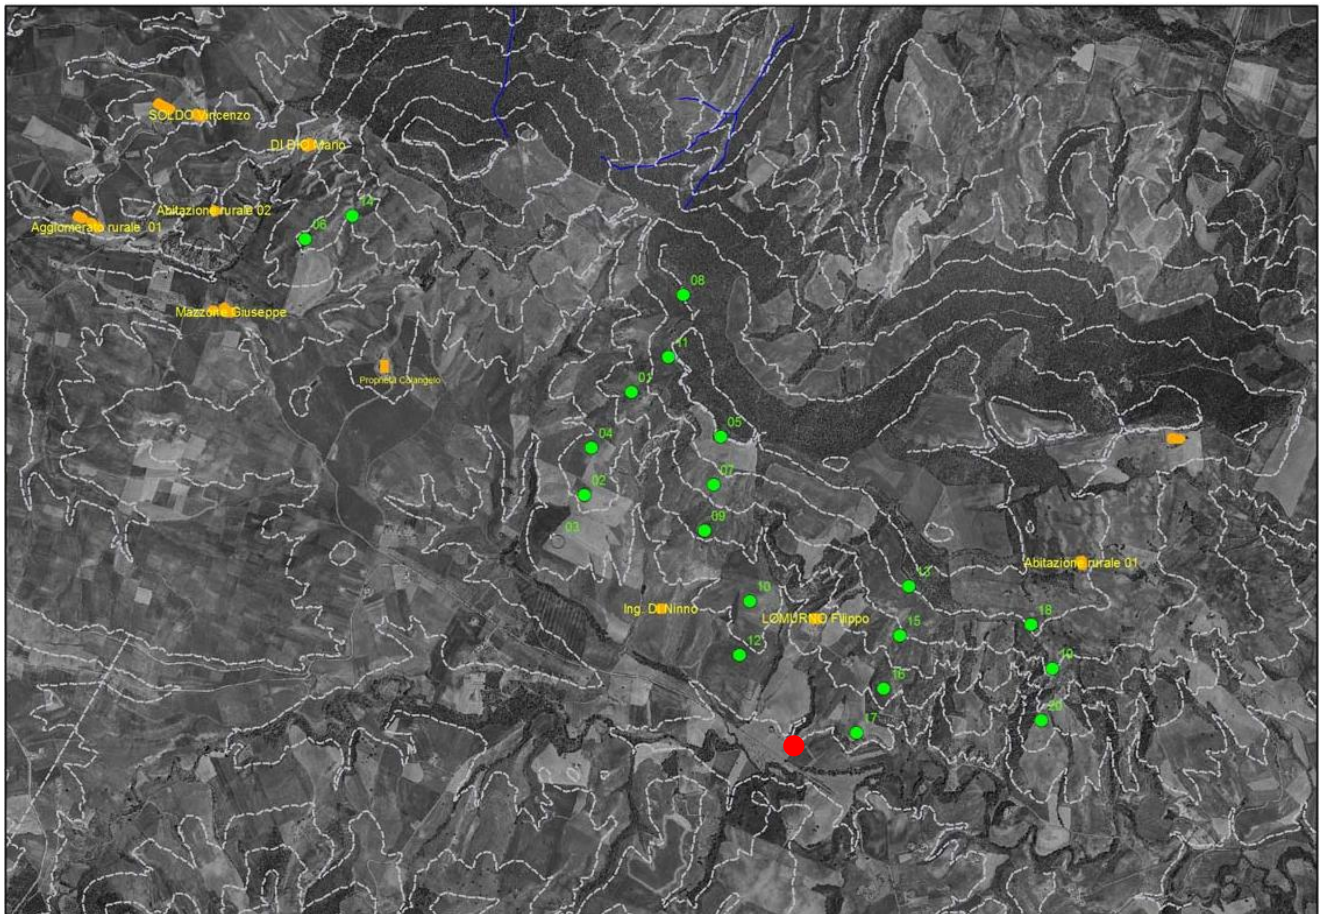 SOLDO Vincenzo
DI DIO Mario
Abitazione rurale 02
14
Agglomerato rurale 01
06
08
Mazzone Giuseppe
11
Proprietà Colangelo
01
05
04
07
02
09
03
Abitazione rurale 01
13
10
Ing. Di Ninno
LOMURNO Filippo
18
15
12
19
16
20
17